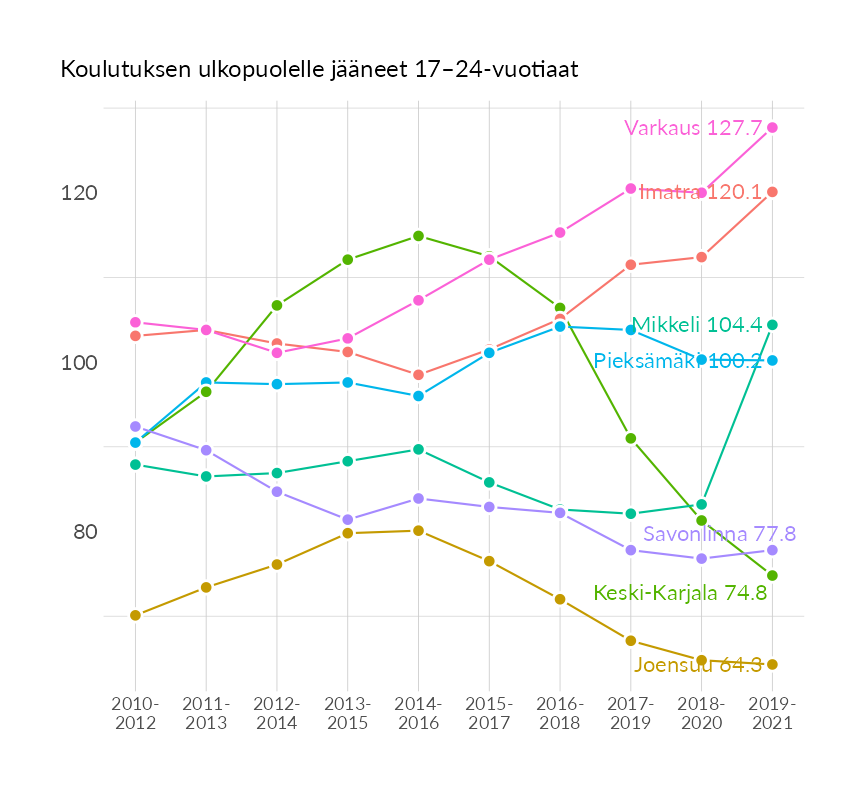 Koulutuksen ulkopuolelle jääneet 17–24-vuotiaat
Varkaus 127.7
120
Imatra 120.1
Mikkeli 104.4
100
Pieksämäki 100.2
80
Savonlinna 77.8
Keski-Karjala 74.8
Joensuu 64.3
2010- 2011- 2012- 2013- 2014- 2015- 2016- 2017- 2018- 2019-
2012 2013 2014 2015 2016 2017 2018 2019 2020 2021